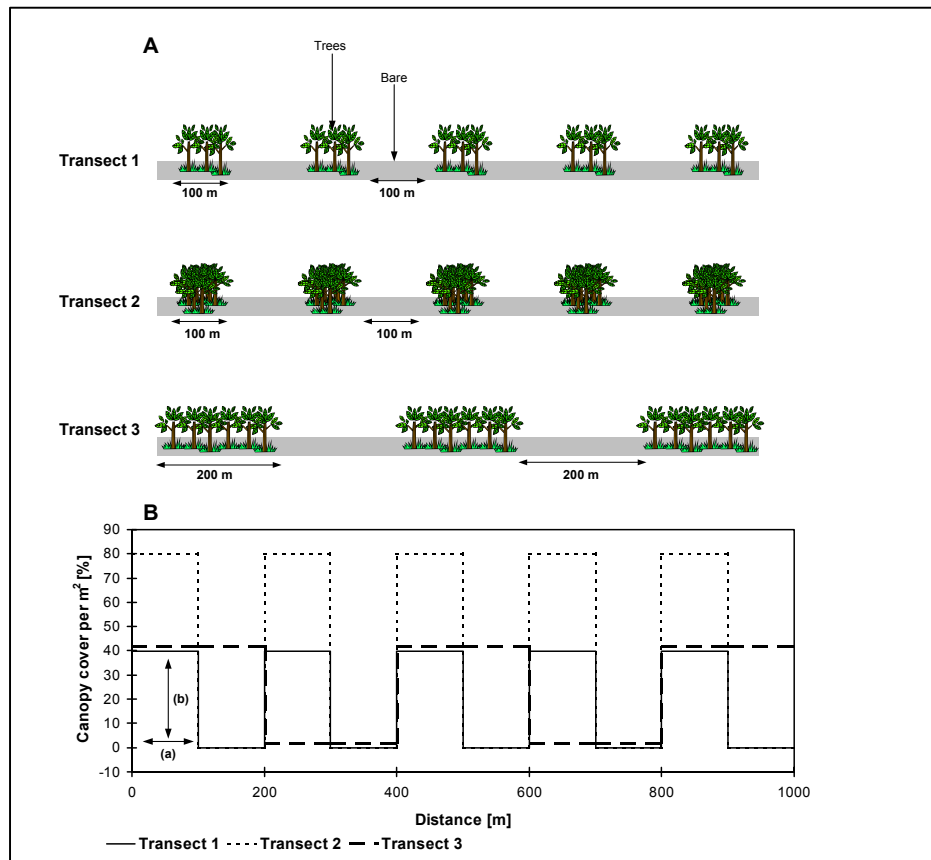 A
Trees
Bare
Transect 1
100 m
100 m
Transect 2
100 m
100 m
Transect 3
200 m
200 m
B
90
80
70
60
50
40
30
20
10
0
-10
Canopy cover per m² [%]
(b)
(a)
0 200 400 600 800 1000
Distance [m]
Transect 1 Transect 2 Transect 3